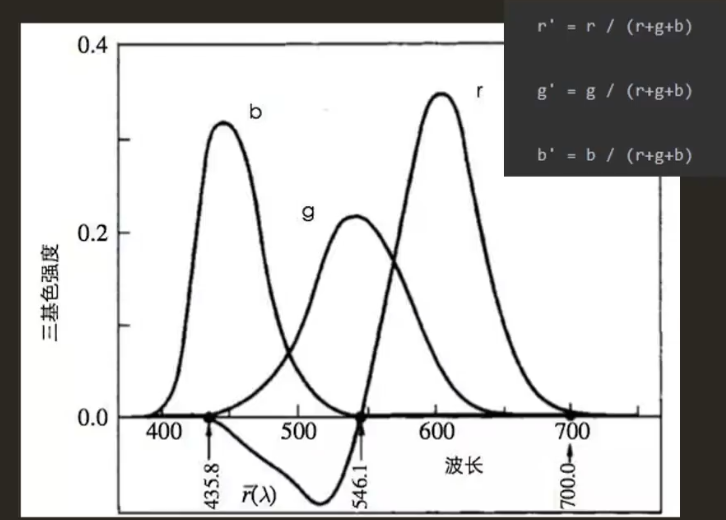 r' = r / (r+g+b)
g' = g / (r+g+b)
b' = b / (r+g+b)
0.4
b
r
g
0.2
三基色强度
0.0
400
500
600
700
波长
435.8
r̄(λ)
546.1
700.0